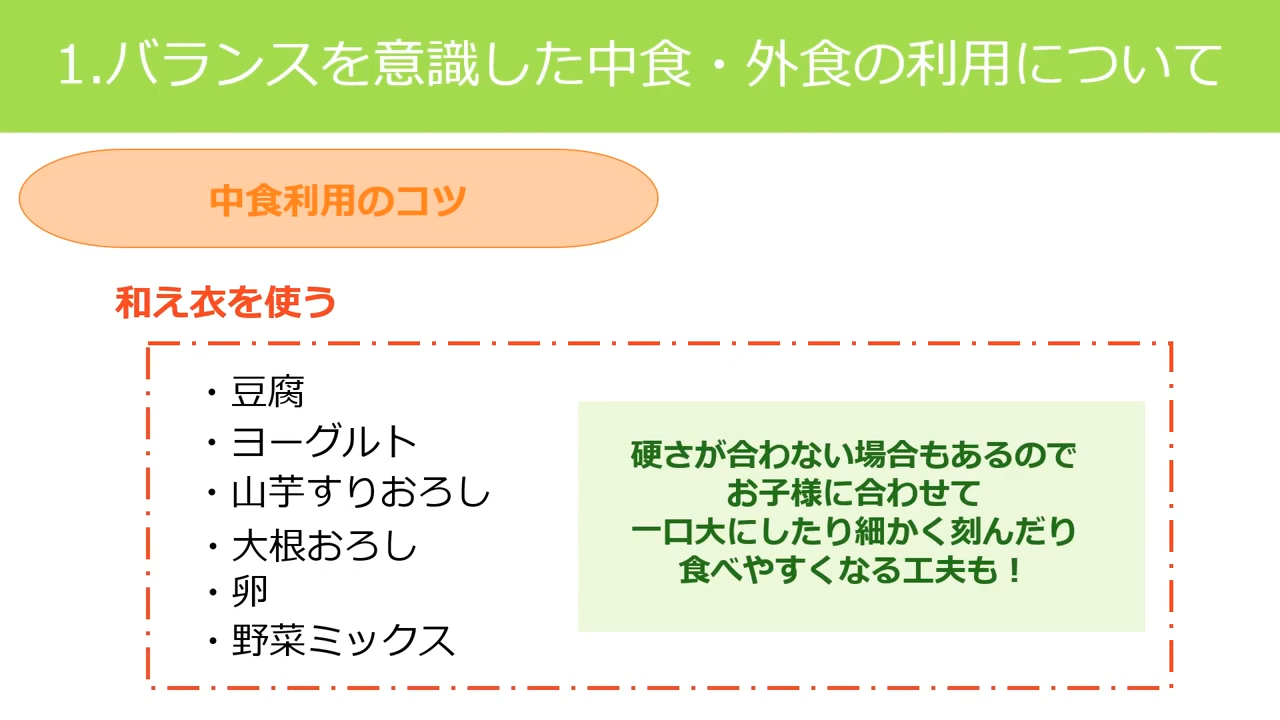 1.バランスを意識した中食・外食の利用について
中食利用のコツ
和え衣を使う
・豆腐
・ヨーグルト
・山芋すりおろし
・大根おろし
・卵
・野菜ミックス
硬さが合わない場合もあるので
お子様に合わせて
一口大にしたり細かく刻んだり
食べやすくなる工夫も！